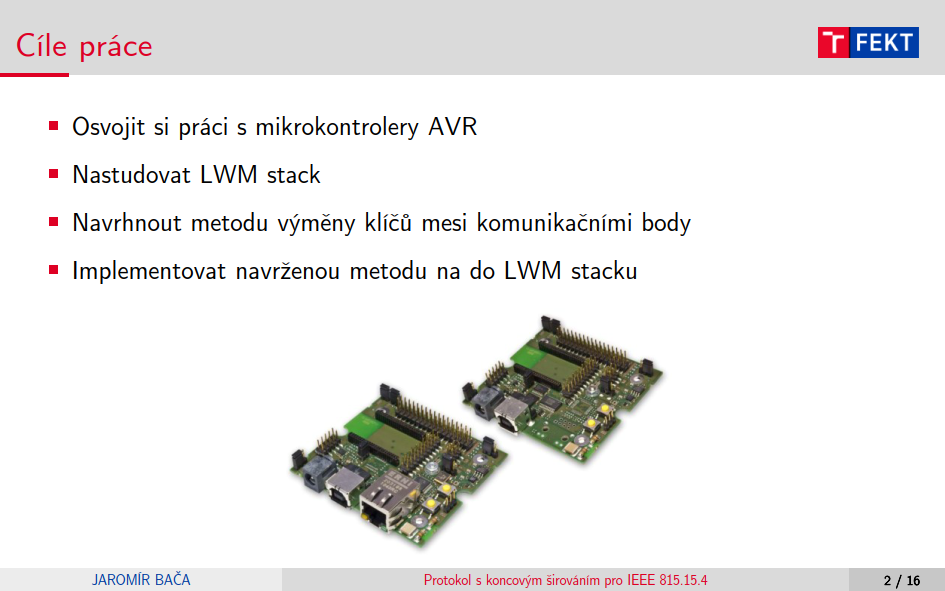 Cíle práce
T FEKT
Osvojit si práci s mikrokontrolery AVR
Nastudovat LWM stack
Navrhnout metodu výměny klíčů mesi komunikačními body
Implementovat navrženou metodu na do LWM stacku
JAROMÍR BAČA
Protokol s koncovým širováním pro IEEE 815.15.4
2 / 16